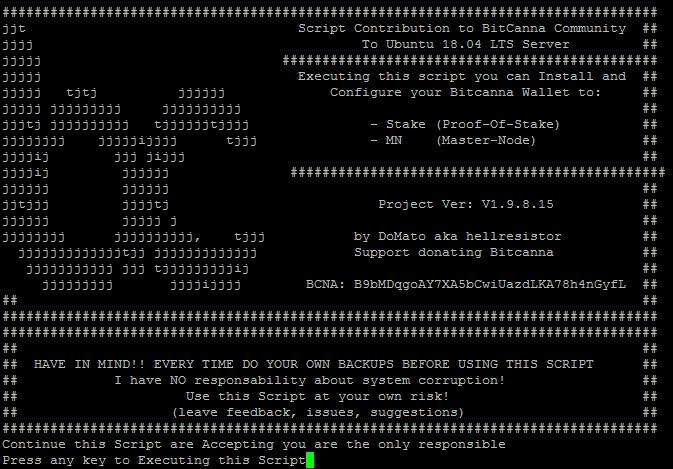 ##################################################################################
jjt Script Contribution to BitCanna Community ##
jjjj To Ubuntu 18.04 LTS Server ##
jjjjj ###############################################
jjjjj Executing this script you can Install and ##
jjjjj tjtj jjjjjj Configure your Bitcanna Wallet to: ##
jjjjj jjjjjjjjj jjjjjjjjjj ##
jjjtj jjjjjjjjjj tjjjjjjtjjjj - Stake (Proof-Of-Stake) ##
jjjjjjjj jjjjjijjjj tjjj - MN (Master-Node) ##
jjjjij jjj jijjj ##
jjjjij jjjjjj ###############################################
jjjjjj jjjjjj ##
jjtjjj jjjjtj Project Ver: V1.9.8.15 ##
jjjjjj jjjjj j ##
jjjjjjjj jjjjjjjjjj, tjjj by DoMato aka hellresistor ##
jjjjjjjjjjjjtjj jjjjjjjjjjjjj Support donating Bitcanna ##
jjjjjjjjjjj jjj tjjjjjjjjjij ##
jjjjjjjjj jjjjijjjj BCNA: B9bMDqgoAY7XA5bCwiUazdLKA78h4nGyfL ##
## ##
##################################################################################
##################################################################################
## ##
## HAVE IN MIND!! EVERY TIME DO YOUR OWN BACKUPS BEFORE USING THIS SCRIPT ##
## I have NO responsability about system corruption! ##
## Use this Script at your own risk! ##
## (leave feedback, issues, suggestions) ##
##################################################################################
Continue this Script are Accepting you are the only responsible
Press any key to Executing this Script